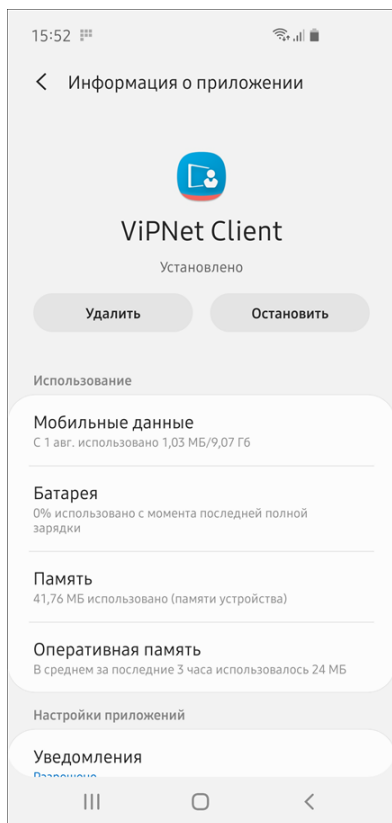 15:52
Информация о приложении
ViPNet Client
Установлено
Удалить
Остановить
Использование
Мобильные данные
С 1 авг. использовано 1,03 МБ/9,07 Гб
Батарея
0% использовано с момента последней полной
зарядки
Память
41,76 МБ использовано (памяти устройства)
Оперативная память
В среднем за последние 3 часа использовалось 24 МБ
Настройки приложений
Уведомления
Разрешено